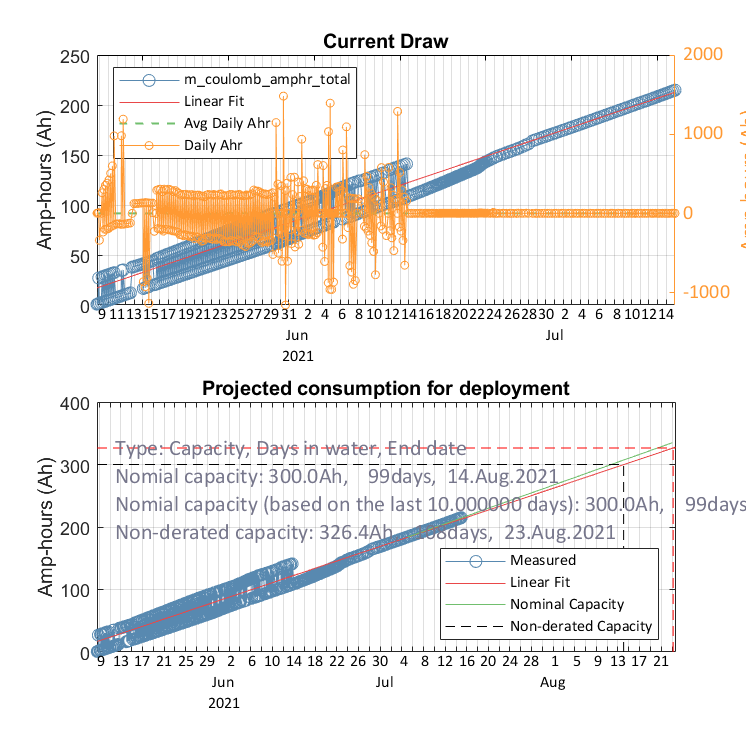 Current Draw
250
200
150
100
50
0
Amp-hours (Ah)
m_coulomb_amphr_total
Linear Fit
Avg Daily Ahr
Daily Ahr
2000
1000
0
-1000
9 11 13 15 17 19 21 23 25 27 29 31 2 4 6 8 10 12 14 16 18 20 22 24 26 28 30 2 4 6 8 10 12 14
Jun Jul
2021
Projected consumption for deployment
400
300
200
100
0
Amp-hours (Ah)
Type: Capacity, Days in water, End date
Nomial capacity: 300.0Ah, 99days, 14.Aug.2021
Nomial capacity (based on the last 10.000000 days): 300.0Ah, 99days
Non-derated capacity: 326.4Ah, 108days, 23.Aug.2021
Measured
Linear Fit
Nominal Capacity
Non-derated Capacity
9 13 17 21 25 29 2 6 10 14 18 22 26 30 4 8 12 16 20 24 28 1 5 9 13 17 21
Jun Jul Aug
2021